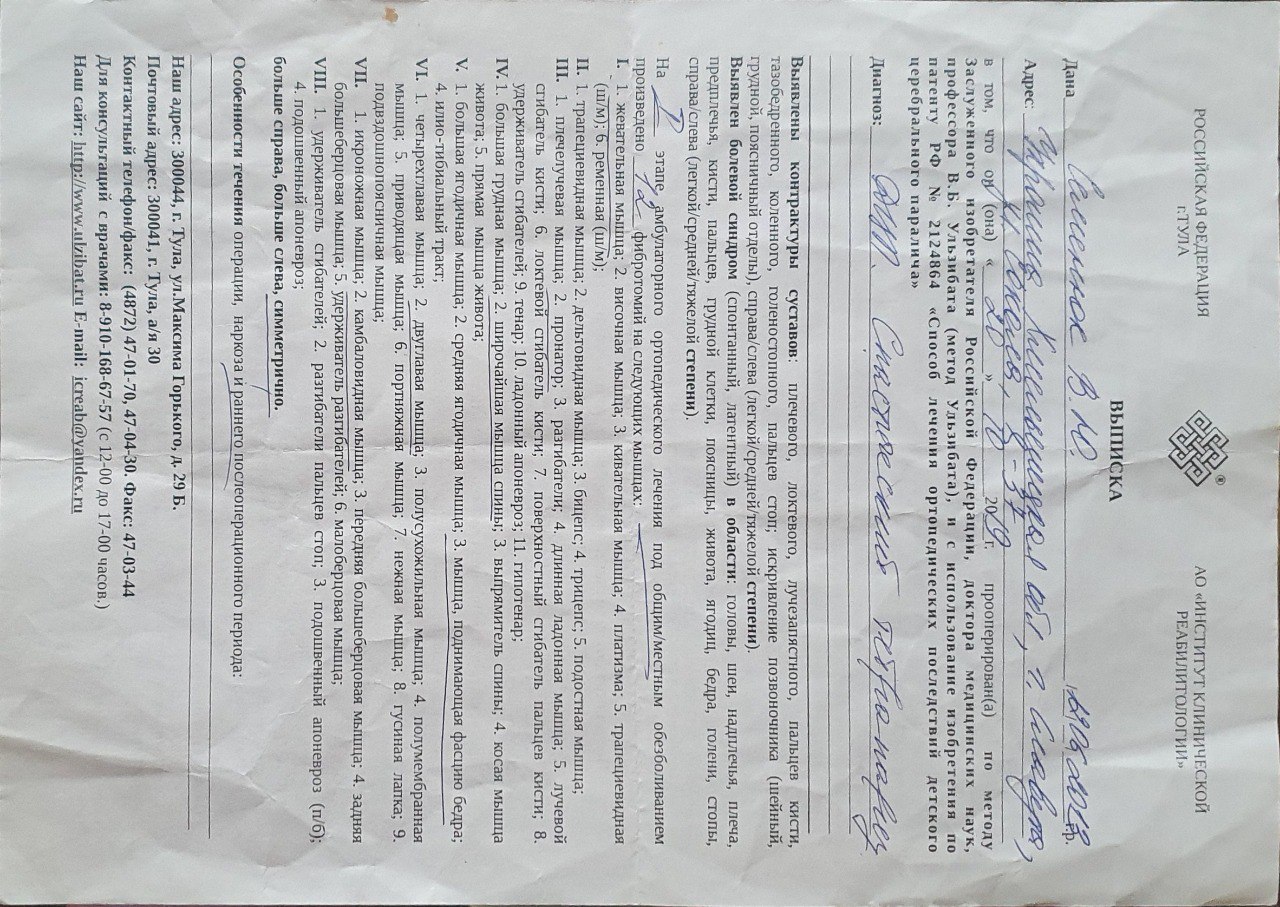 РОССИЙСКАЯ ФЕДЕРАЦИЯ
г.ТУЛА
®
АО «ИНСТИТУТ КЛИНИЧЕСКОЙ
РЕАБИЛИТОЛОГИИ»
ВЫПИСКА
Дана В. Ю. г.р.
Адрес: Украина, обл., г.
в том, что он (она) « 20 » 10 2019г. прооперирован(а) по методу
Заслуженного изобретателя Российской Федерации, доктора медицинских наук,
профессора В.Б. Ульзибата (метод Ульзибата), и с использование изобретения по
патенту РФ № 2124864 «Способ лечения ортопедических последствий детского
церебрального паралича»
Диагноз: ДЦП Спастический тетрапарез
Выявлены контрактуры суставов: плечевого, локтевого, лучезапястного, пальцев кисти,
тазобедренного, коленного, голеностопного, пальцев стоп; искривление позвоночника (шейный,
грудной, поясничный отделы), справа/слева (легкой/средней/тяжелой степени).
Выявлен болевой синдром (спонтанный, латентный) в области: головы, шеи, надплечья, плеча,
предплечья, кисти, пальцев, грудной клетки, поясницы, живота, ягодиц, бедра, голени, стопы,
справа/слева (легкой/средней/тяжелой степени).
На этапе амбулаторного ортопедического лечения под общим/местным обезболиванием
произведено 12 фибротомий на следующих мышцах:
I. 1. жевательная мышца; 2. височная мышца; 3. кивательная мышца; 4. платизма; 5. трапециевидная
(ш/м); 6. ременная (ш/м);
II. 1. трапециевидная мышца; 2. дельтовидная мышца; 3. бицепс; 4. трицепс; 5. подостная мышца;
III. 1. плечелучевая мышца; 2. пронатор; 3. разгибатели; 4. длинная ладонная мышца; 5. лучевой
сгибатель кисти; 6. локтевой сгибатель кисти; 7. поверхностный сгибатель пальцев кисти; 8.
удерживатель сгибателей; 9. тенар; 10. ладонный апоневроз; 11. гипотенар;
IV. 1. большая грудная мышца; 2. широчайшая мышца спины; 3. выпрямитель спины; 4. косая мышца
живота; 5. прямая мышца живота;
V. 1. большая ягодичная мышца; 2. средняя ягодичная мышца; 3. мышца, поднимающая фасцию бедра;
4. илио-тибиальный тракт;
VI. 1. четырехглавая мышца; 2. двуглавая мышца; 3. полусухожильная мышца; 4. полумембранная
мышца; 5. приводящая мышца; 6. портняжная мышца; 7. нежная мышца; 8. гусиная лапка; 9.
подвздошнопоясничная мышца;
VII. 1. икроножная мышца; 2. камбаловидная мышца; 3. передняя большеберцовая мышца; 4. задняя
большеберцовая мышца; 5. удерживатель разгибателей; 6. малоберцовая мышца;
VIII. 1. удерживатель сгибателей; 2. разгибатели пальцев стоп; 3. подошвенный апоневроз (п/б);
4. подошвенный апоневроз;
больше справа, больше слева, симметрично.
Особенности течения операции, наркоза и раннего послеоперационного периода:
Наш адрес: 300044, г. Тула, ул.Максима Горького, д. 29 Б.
Почтовый адрес: 300041, г. Тула, а/я 30
Контактный телефон/факс: (4872) 47-01-70, 47-04-30. Факс: 47-03-44
Для консультаций с врачами: 8-910-168-67-57 (с 12-00 до 17-00 часов.)
Наш сайт: http://www.ulzibat.ru E-mail: icreab@yandex.ru